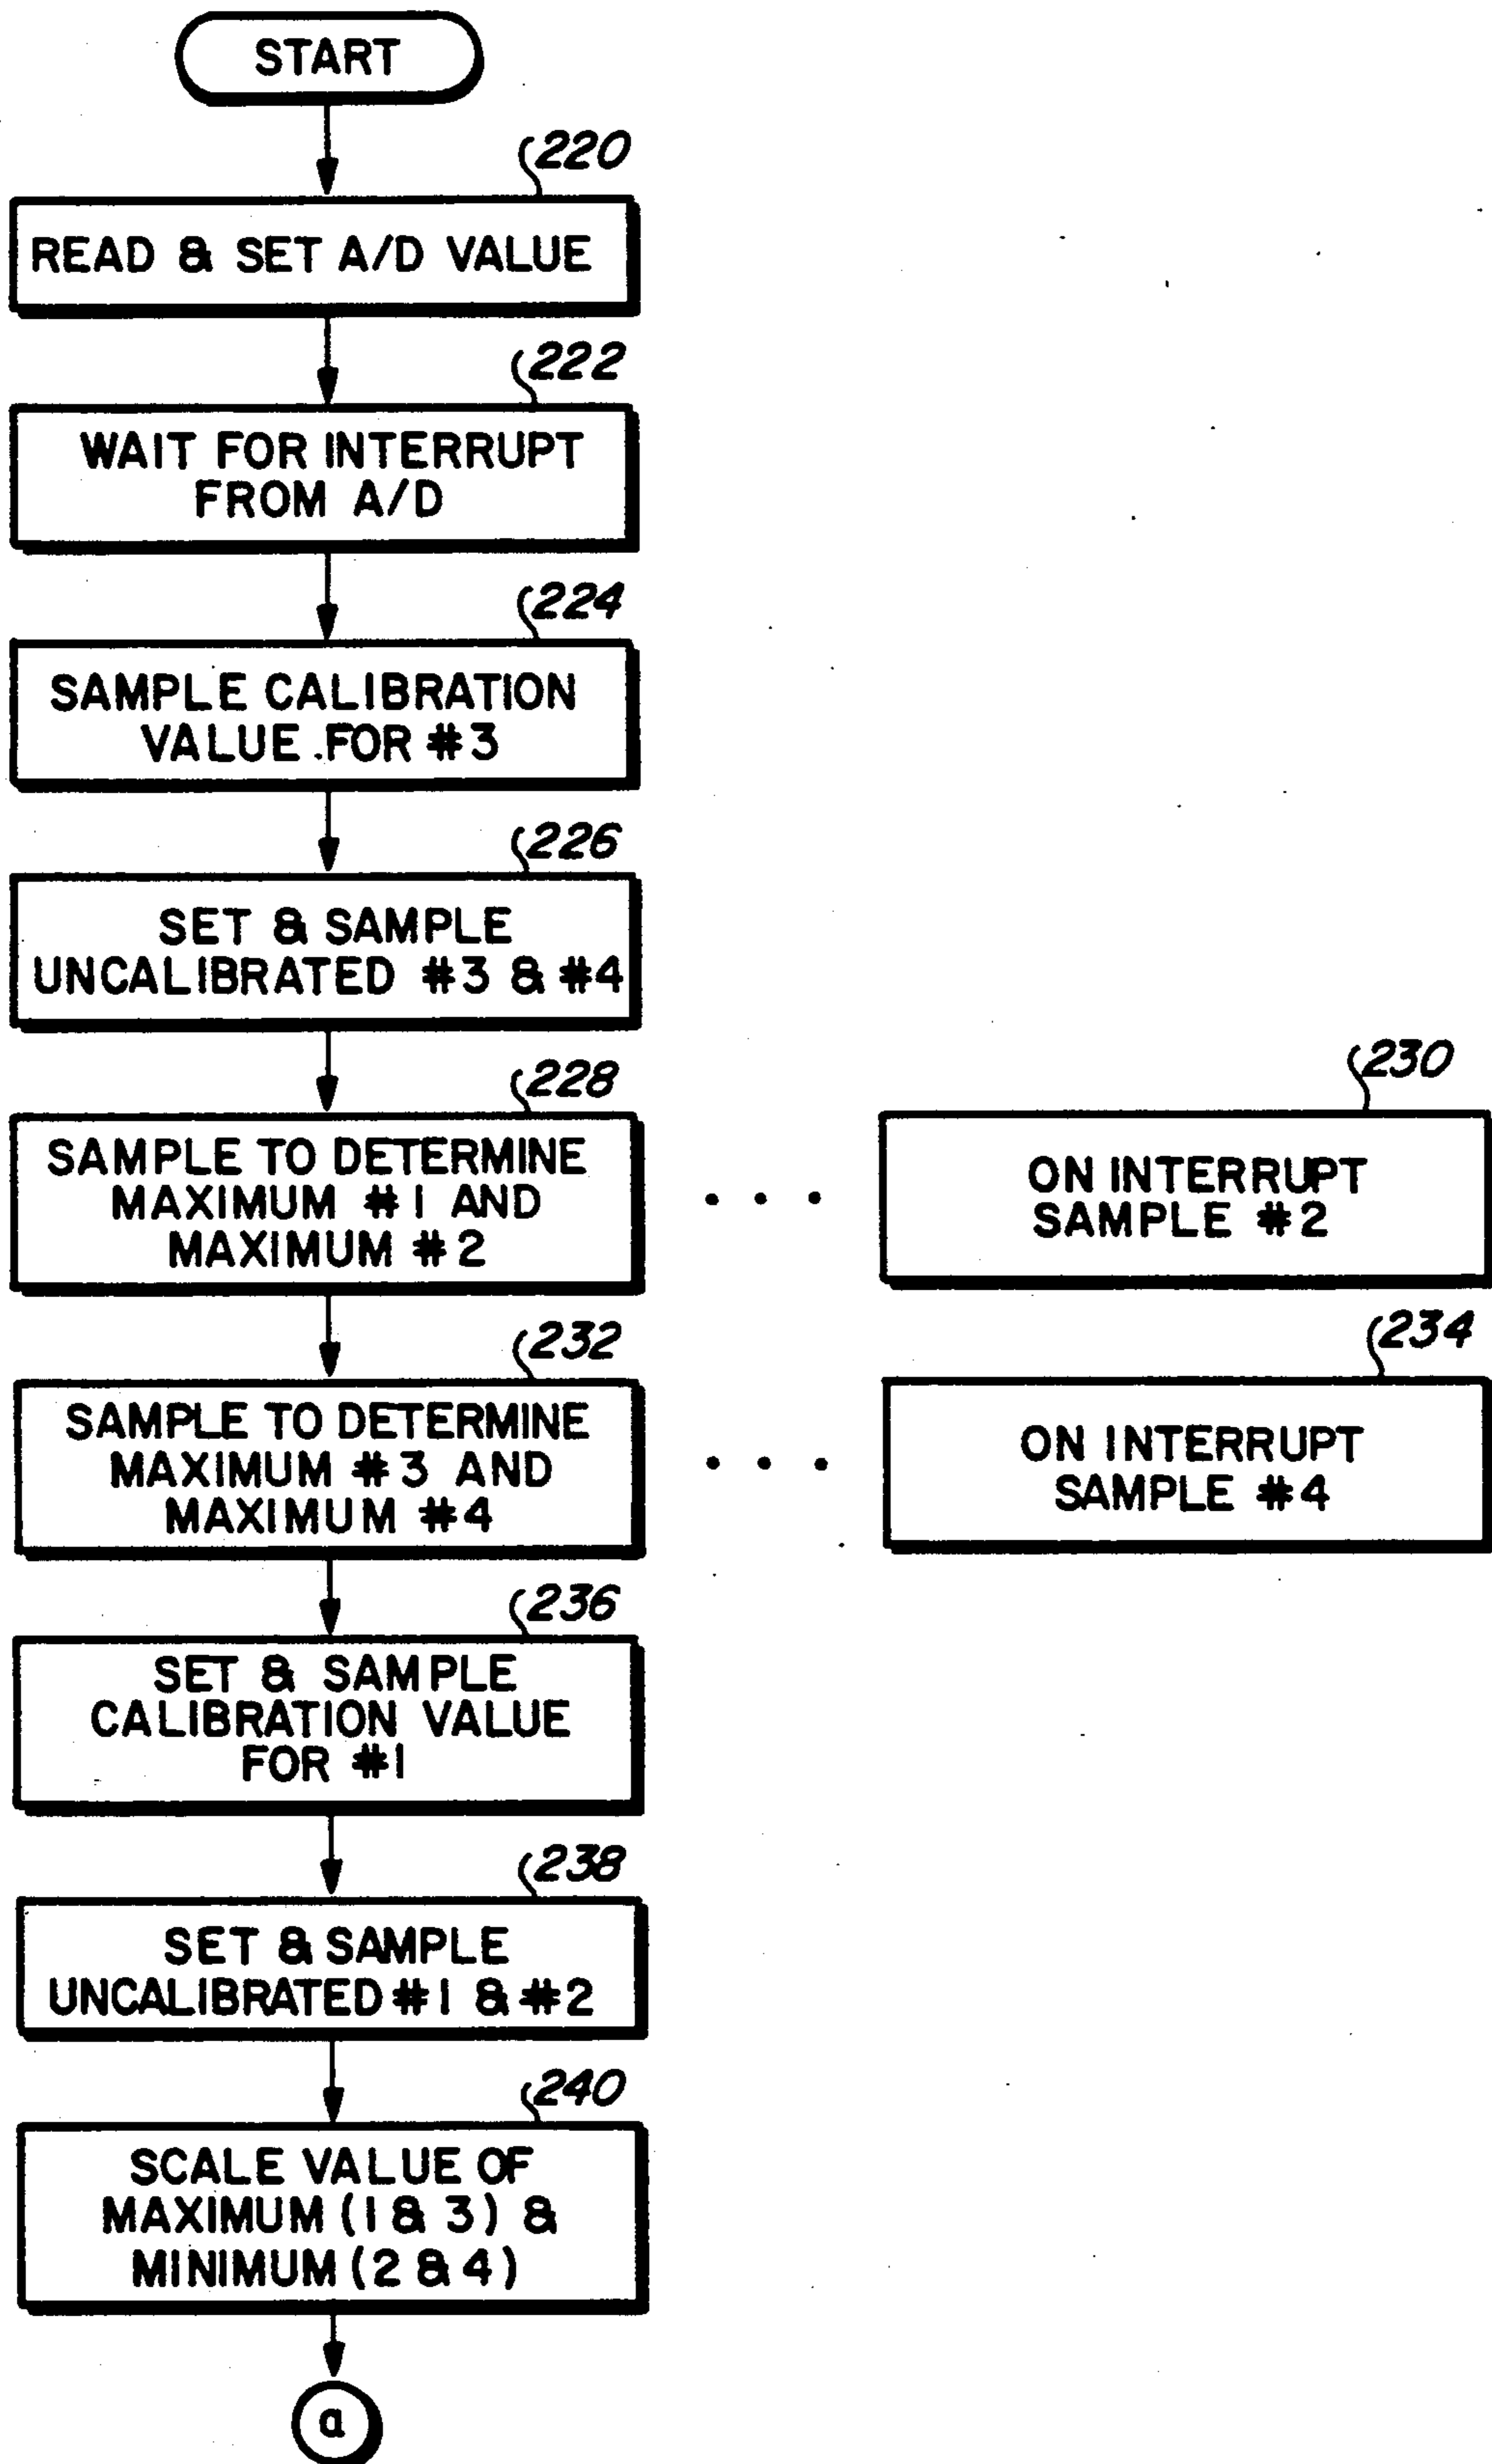 START
220
READ & SET A/D VALUE
222
WAIT FOR INTERRUPT
FROM A/D
224
SAMPLE CALIBRATION
VALUE FOR #3
226
SET & SAMPLE
UNCALIBRATED #3 & #4
228
SAMPLE TO DETERMINE
MAXIMUM #1 AND
MAXIMUM #2
230
ON INTERRUPT
SAMPLE #2
232
SAMPLE TO DETERMINE
MAXIMUM #3 AND
MAXIMUM #4
234
ON INTERRUPT
SAMPLE #4
236
SET & SAMPLE
CALIBRATION VALUE
FOR #1
238
SET & SAMPLE
UNCALIBRATED #1 & #2
240
SCALE VALUE OF
MAXIMUM (1 & 3) &
MINIMUM (2 & 4)
a